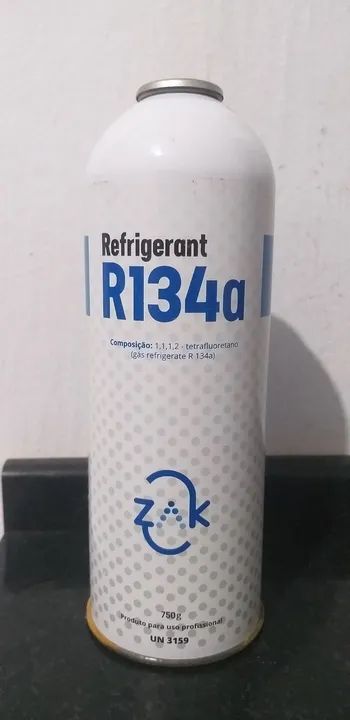 Refrigerant
R134a
Composição: 1,1,1,2 - tetrafluoretano
(gás refrigerate R 134a)
ZAK
750g
Produto para uso profissional
UN 3159